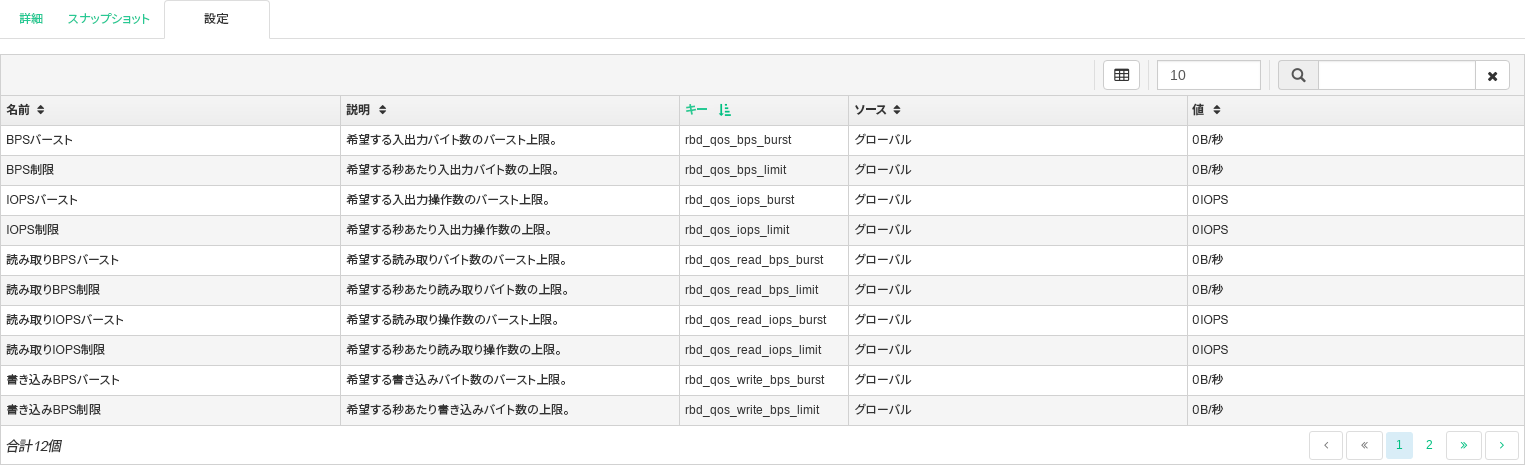 詳細 スナップショット 設定
10
名前 説明 キー ソース 値
BPSバースト 希望する入出力バイト数のバースト上限。 rbd_qos_bps_burst グローバル 0B/秒
BPS制限 希望する秒あたり入出力バイト数の上限。 rbd_qos_bps_limit グローバル 0B/秒
IOPSバースト 希望する入出力操作数のバースト上限。 rbd_qos_iops_burst グローバル 0IOPS
IOPS制限 希望する秒あたり入出力操作数の上限。 rbd_qos_iops_limit グローバル 0IOPS
読み取りBPSバースト 希望する読み取りバイト数のバースト上限。 rbd_qos_read_bps_burst グローバル 0B/秒
読み取りBPS制限 希望する秒あたり読み取りバイト数の上限。 rbd_qos_read_bps_limit グローバル 0B/秒
読み取りIOPSバースト 希望する読み取り操作数のバースト上限。 rbd_qos_read_iops_burst グローバル 0IOPS
読み取りIOPS制限 希望する秒あたり読み取り操作数の上限。 rbd_qos_read_iops_limit グローバル 0IOPS
書き込みBPSバースト 希望する書き込みバイト数のバースト上限。 rbd_qos_write_bps_burst グローバル 0B/秒
書き込みBPS制限 希望する秒あたり書き込みバイト数の上限。 rbd_qos_write_bps_limit グローバル 0B/秒
合計12個 ‹ « 1 2 » ›